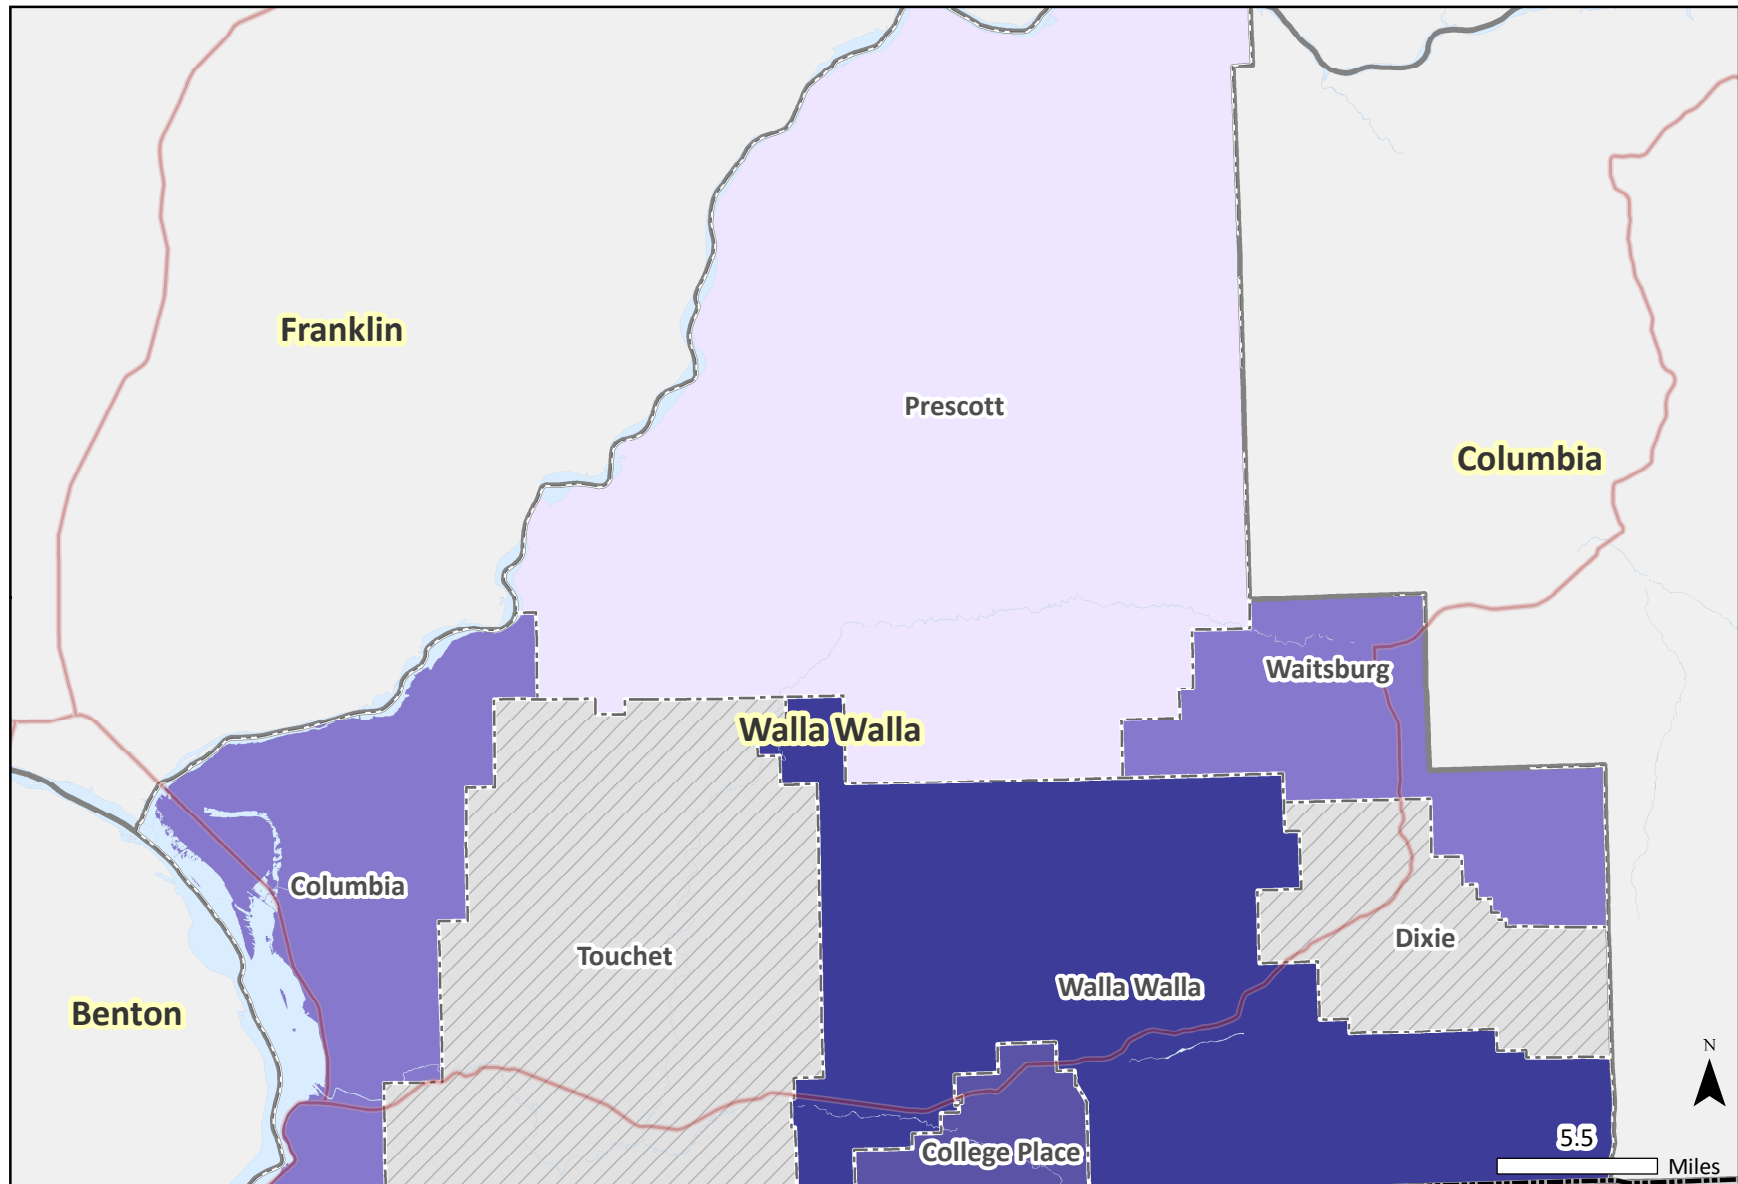 Franklin
Prescott
Columbia
Waitsburg
Walla Walla
Columbia
Touchet
Dixie
Walla Walla
Benton
College Place
N
5.5
Miles